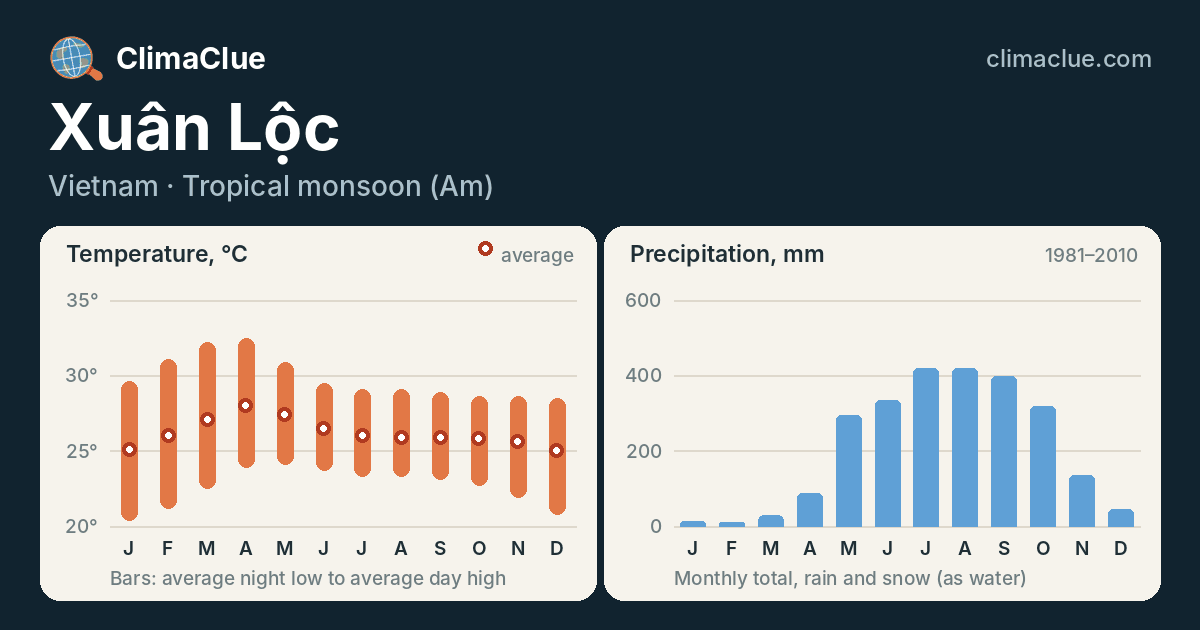 ClimaClue
climaclue.com
Xuân Lộc
Vietnam · Tropical monsoon (Am)
Temperature, °C
average
35°
30°
25°
20°
J F M A M J J A S O N D
Bars: average night low to average day high
Precipitation, mm
1981–2010
600
400
200
0
J F M A M J J A S O N D
Monthly total, rain and snow (as water)